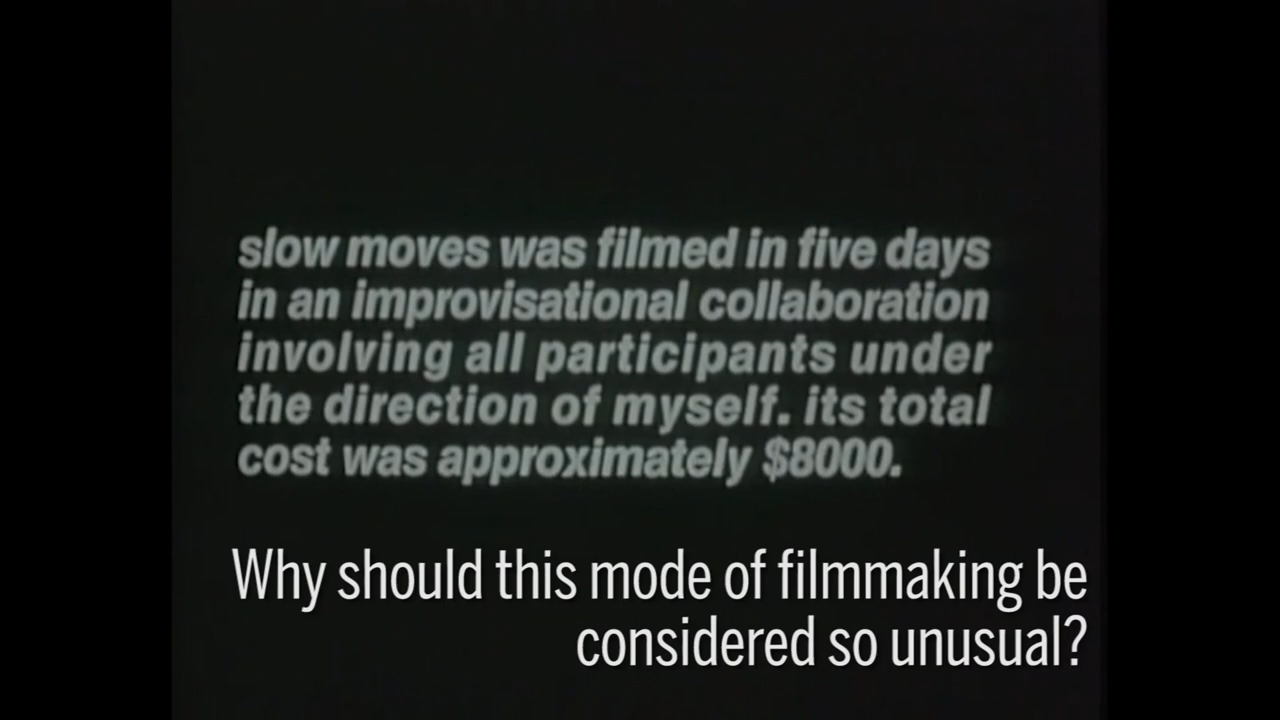 slow moves was filmed in five days
in an improvisational collaboration
involving all participants under
the direction of myself. its total
cost was approximately $8000.
Why should this mode of filmmaking be
considered so unusual?